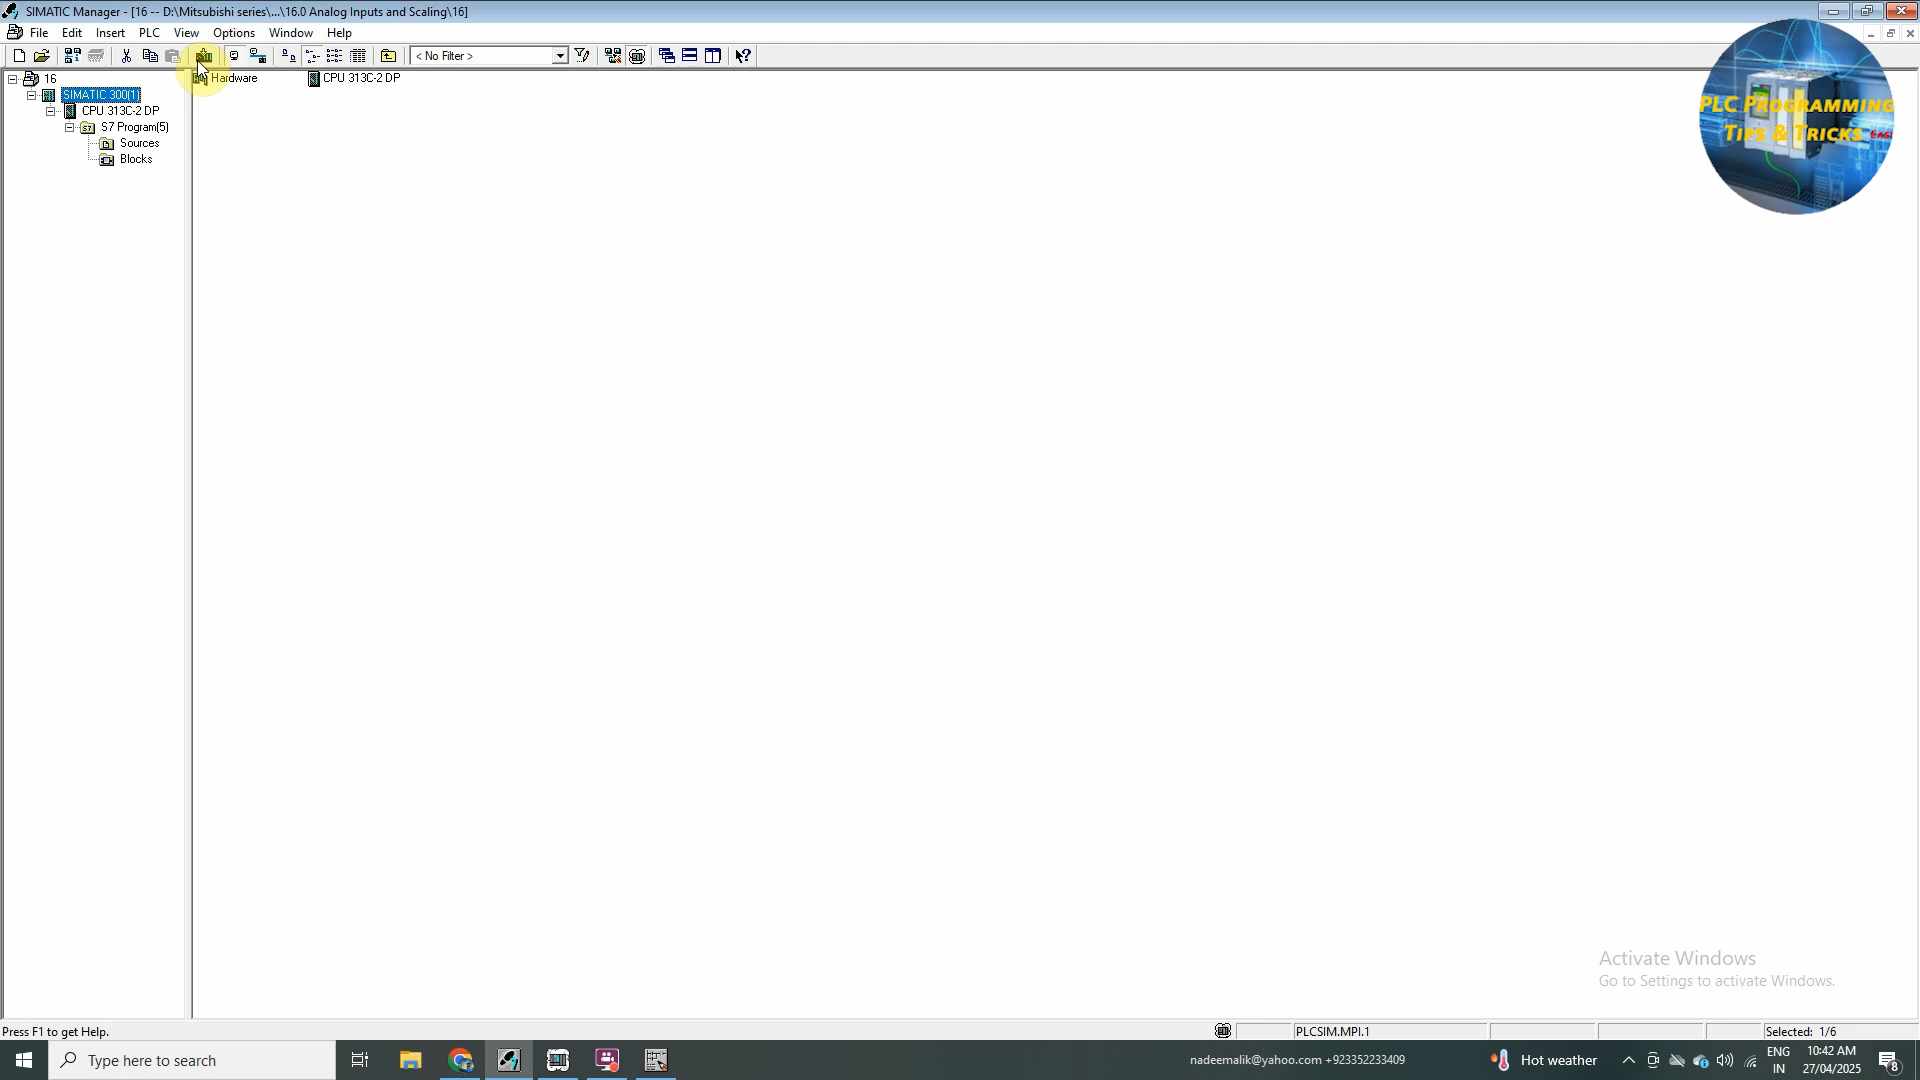 SIMATIC Manager - [16 -- D:\Mitsubishi series\...\16.0 Analog Inputs and Scaling\16]
File Edit Insert PLC View Options Window Help
< No Filter >
16
SIMATIC 300(1)
CPU 313C-2 DP
S7 Program(5)
Sources
Blocks
Hardware
CPU 313C-2 DP
PLC Programming
Tips & Tricks
Activate Windows
Go to Settings to activate Windows.
Press F1 to get Help.
PLCSIM.MPI.1
Selected: 1/6
Type here to search
nadeemalik@yahoo.com +923352233409
Hot weather
ENG
IN
10:42 AM
27/04/2025
8